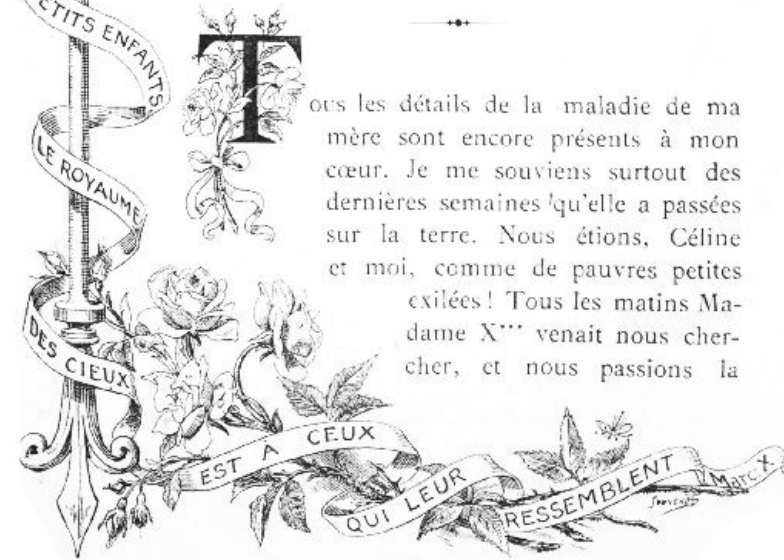 ETITS ENFANTS
LE ROYAUME
DES CIEUX
EST A CEUX
QUI LEUR
RESSEMBLENT
Marc X.
Tous les détails de la maladie de ma
mère sont encore présents à mon
cœur. Je me souviens surtout des
dernières semaines qu'elle a passées
sur la terre. Nous étions, Céline
et moi, comme de pauvres petites
exilées! Tous les matins Ma-
dame X*** venait nous cher-
cher, et nous passions la